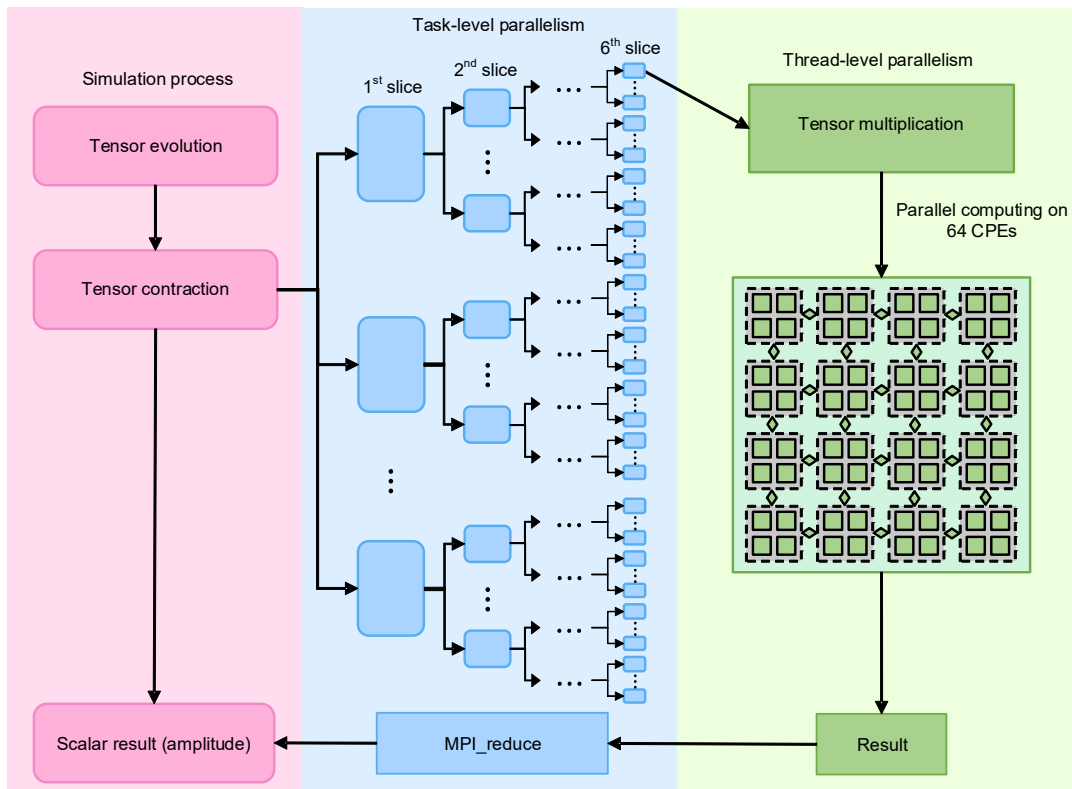 Simulation process
Tensor evolution
Tensor contraction
Scalar result (amplitude)
Task-level parallelism
1st slice
2nd slice
6th slice
MPI_reduce
Thread-level parallelism
Tensor multiplication
Parallel computing on
64 CPEs
Result